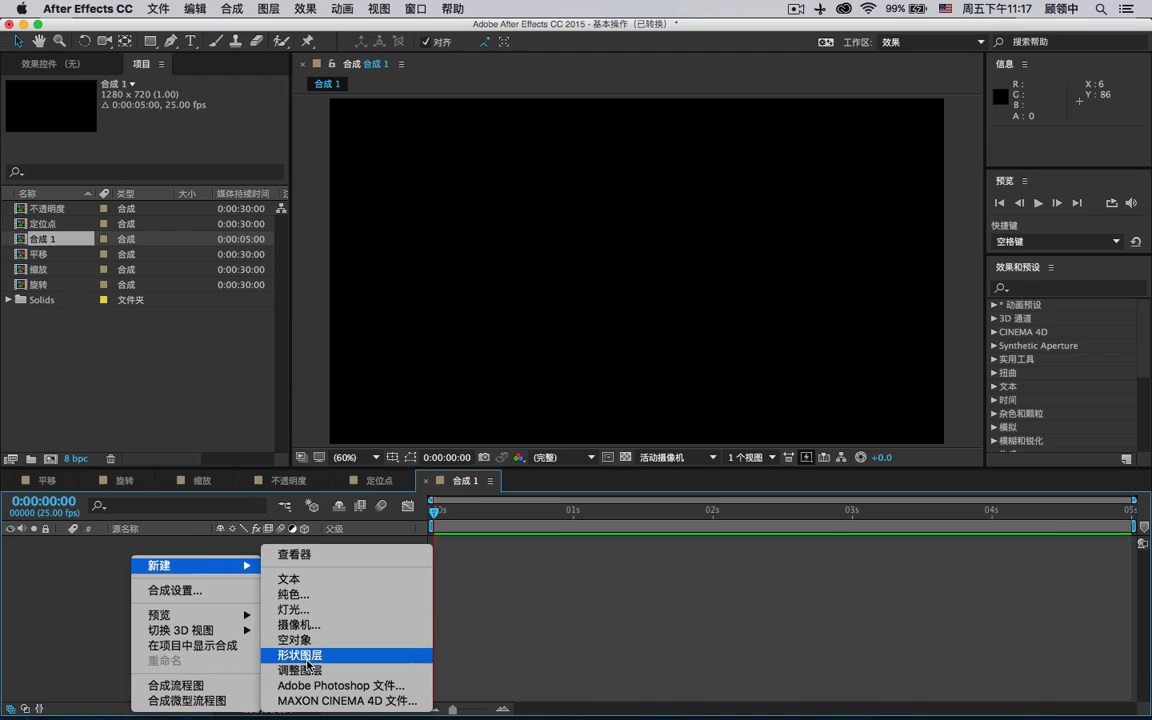 After Effects CC 文件 编辑 合成 图层 效果 动画 视图 窗口 帮助 99% 周五下午11:17 顾领中
Adobe After Effects CC 2015 - 基本操作（已转换） *
对齐 工作区: 效果 搜索帮助
效果控件 (无) 项目 合成 合成 1 信息
合成 1
合成 1▼
1280 x 720 (1.00)
Δ 0:00:05:00, 25.00 fps
R :
G :
B :
A : 0
X : 6
Y : 86
预览
快捷键
空格键
效果和预设
名称 类型 大小 媒体持续时间
不透明度 合成 0:00:30:00
定位点 合成 0:00:30:00
合成 1 合成 0:00:05:00
平移 合成 0:00:30:00
缩放 合成 0:00:30:00
旋转 合成 0:00:30:00
Solids 文件夹
* 动画预设
3D 通道
CINEMA 4D
Synthetic Aperture
实用工具
扭曲
文本
时间
杂色和颗粒
模拟
模糊和锐化
8 bpc (60%) 0:00:00:00 (完整) 活动摄像机 1 个视图 +0.0
平移 旋转 缩放 不透明度 定位点 合成 1
0:00:00:00
00000 (25.00 fps)
0s 01s 02s 03s 04s 05s
# 源名称 父级
新建
合成设置...
预览
切换 3D 视图
在项目中显示合成
重命名
合成流程图
合成微型流程图
查看器
文本
纯色...
灯光...
摄像机...
空对象
形状图层
调整图层
Adobe Photoshop 文件...
MAXON CINEMA 4D 文件...